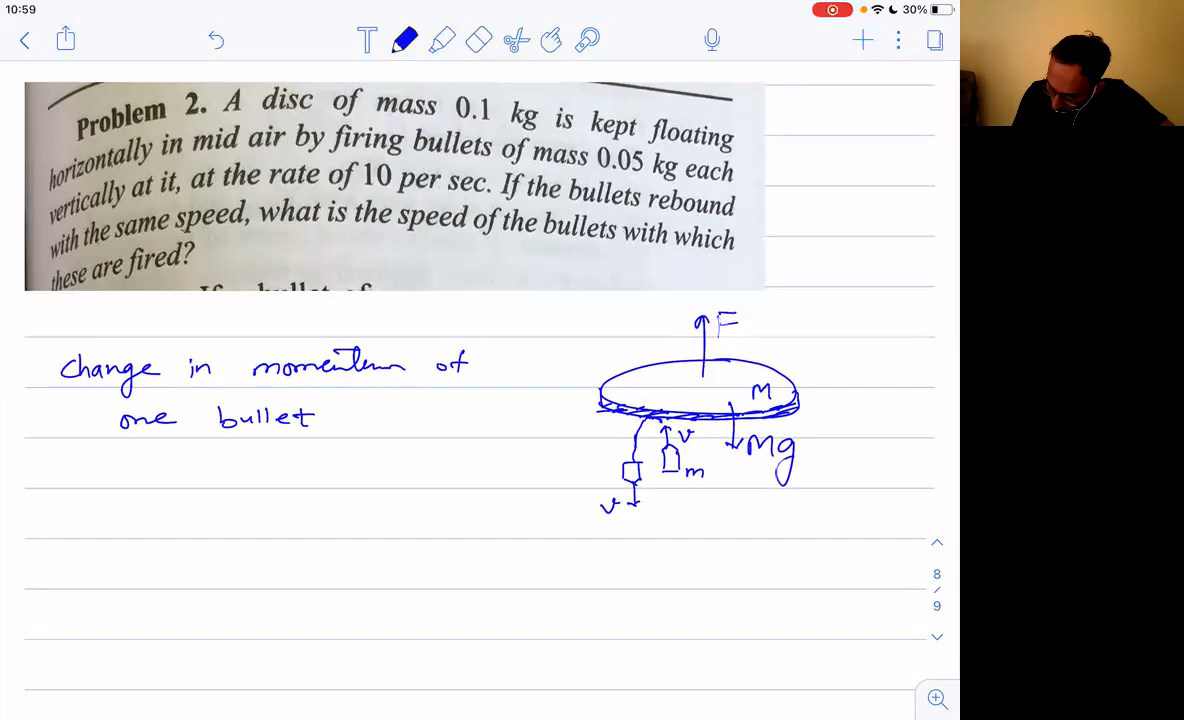 10:59
30%
Problem 2. A disc of mass 0.1 kg is kept floating
horizontally in mid air by firing bullets of mass 0.05 kg each
vertically at it, at the rate of 10 per sec. If the bullets rebound
with the same speed, what is the speed of the bullets with which
these are fired?
F
Change in momentum of
one bullet
M
v
Mg
m
v
8
/
9